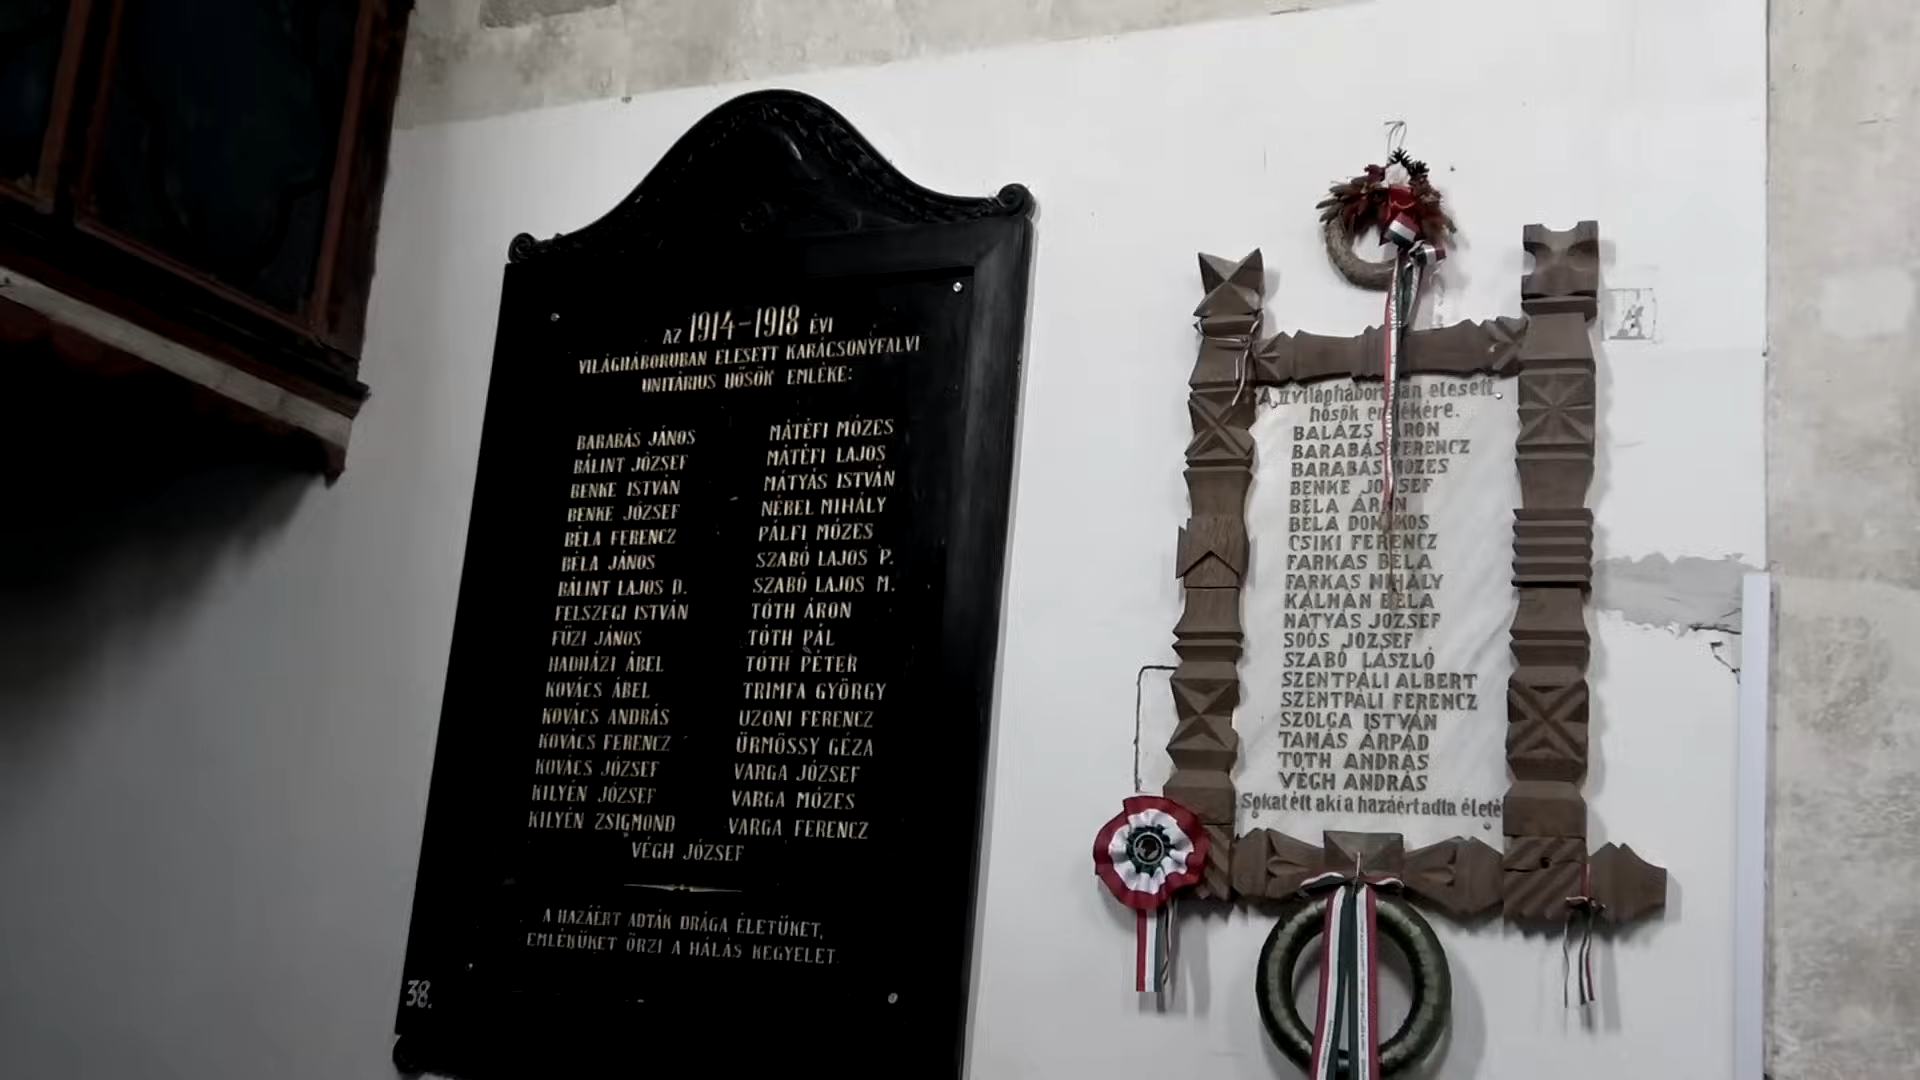 AZ 1914-1918 ÉVI
VILÁGHÁBORUBAN ELESETT KARÁCSONYFALVI
UNITÁRIUS HŐSÖK EMLÉKE:
BARABÁS JÁNOS
BÁLINT JÓZSEF
BENKE ISTVÁN
BENKE JÓZSEF
BÉLA FERENCZ
BÉLA JÁNOS
BÁLINT LAJOS D.
FELSZEGI ISTVÁN
FÜZI JÁNOS
HADHÁZI ÁBEL
KOVÁCS ÁBEL
KOVÁCS ANDRÁS
KOVÁCS FERENCZ
KOVÁCS JÓZSEF
KILYÉN JÓZSEF
KILYÉN ZSIGMOND
MÁTÉFI MÓZES
MÁTÉFI LAJOS
MÁTYÁS ISTVÁN
NÉBEL MIHÁLY
PÁLFI MÓZES
SZABÓ LAJOS P.
SZABÓ LAJOS M.
TÓTH ÁRON
TÓTH PÁL
TÓTH PÉTER
TRIMFA GYÖRGY
UZONI FERENCZ
ÜRMÖSSY GÉZA
VARGA JÓZSEF
VARGA MÓZES
VARGA FERENCZ
VÉGH JÓZSEF
A HAZÁÉRT ADTÁK DRÁGA ÉLETÜKET,
EMLÉKÜKET ŐRZI A HÁLÁS KEGYELET.
38.
A II világháborúban elesett
hősök emlékére.
BALÁZS ÁRON
BARABÁS FERENCZ
BARABÁS MÓZES
BENKE JÓZSEF
BÉLA ÁRON
BÉLA DOMOKOS
CSIKI FERENCZ
FARKAS BÉLA
FARKAS MIHÁLY
KÁLMÁN BÉLA
MÁTYÁS JÓZSEF
SOÓS JÓZSEF
SZABÓ LÁSZLÓ
SZENTPÁLI ALBERT
SZENTPÁLI FERENCZ
SZOLGA ISTVÁN
TAMÁS ÁRPÁD
TÓTH ANDRÁS
VÉGH ANDRÁS
Sokat élt aki a hazáért adta életé